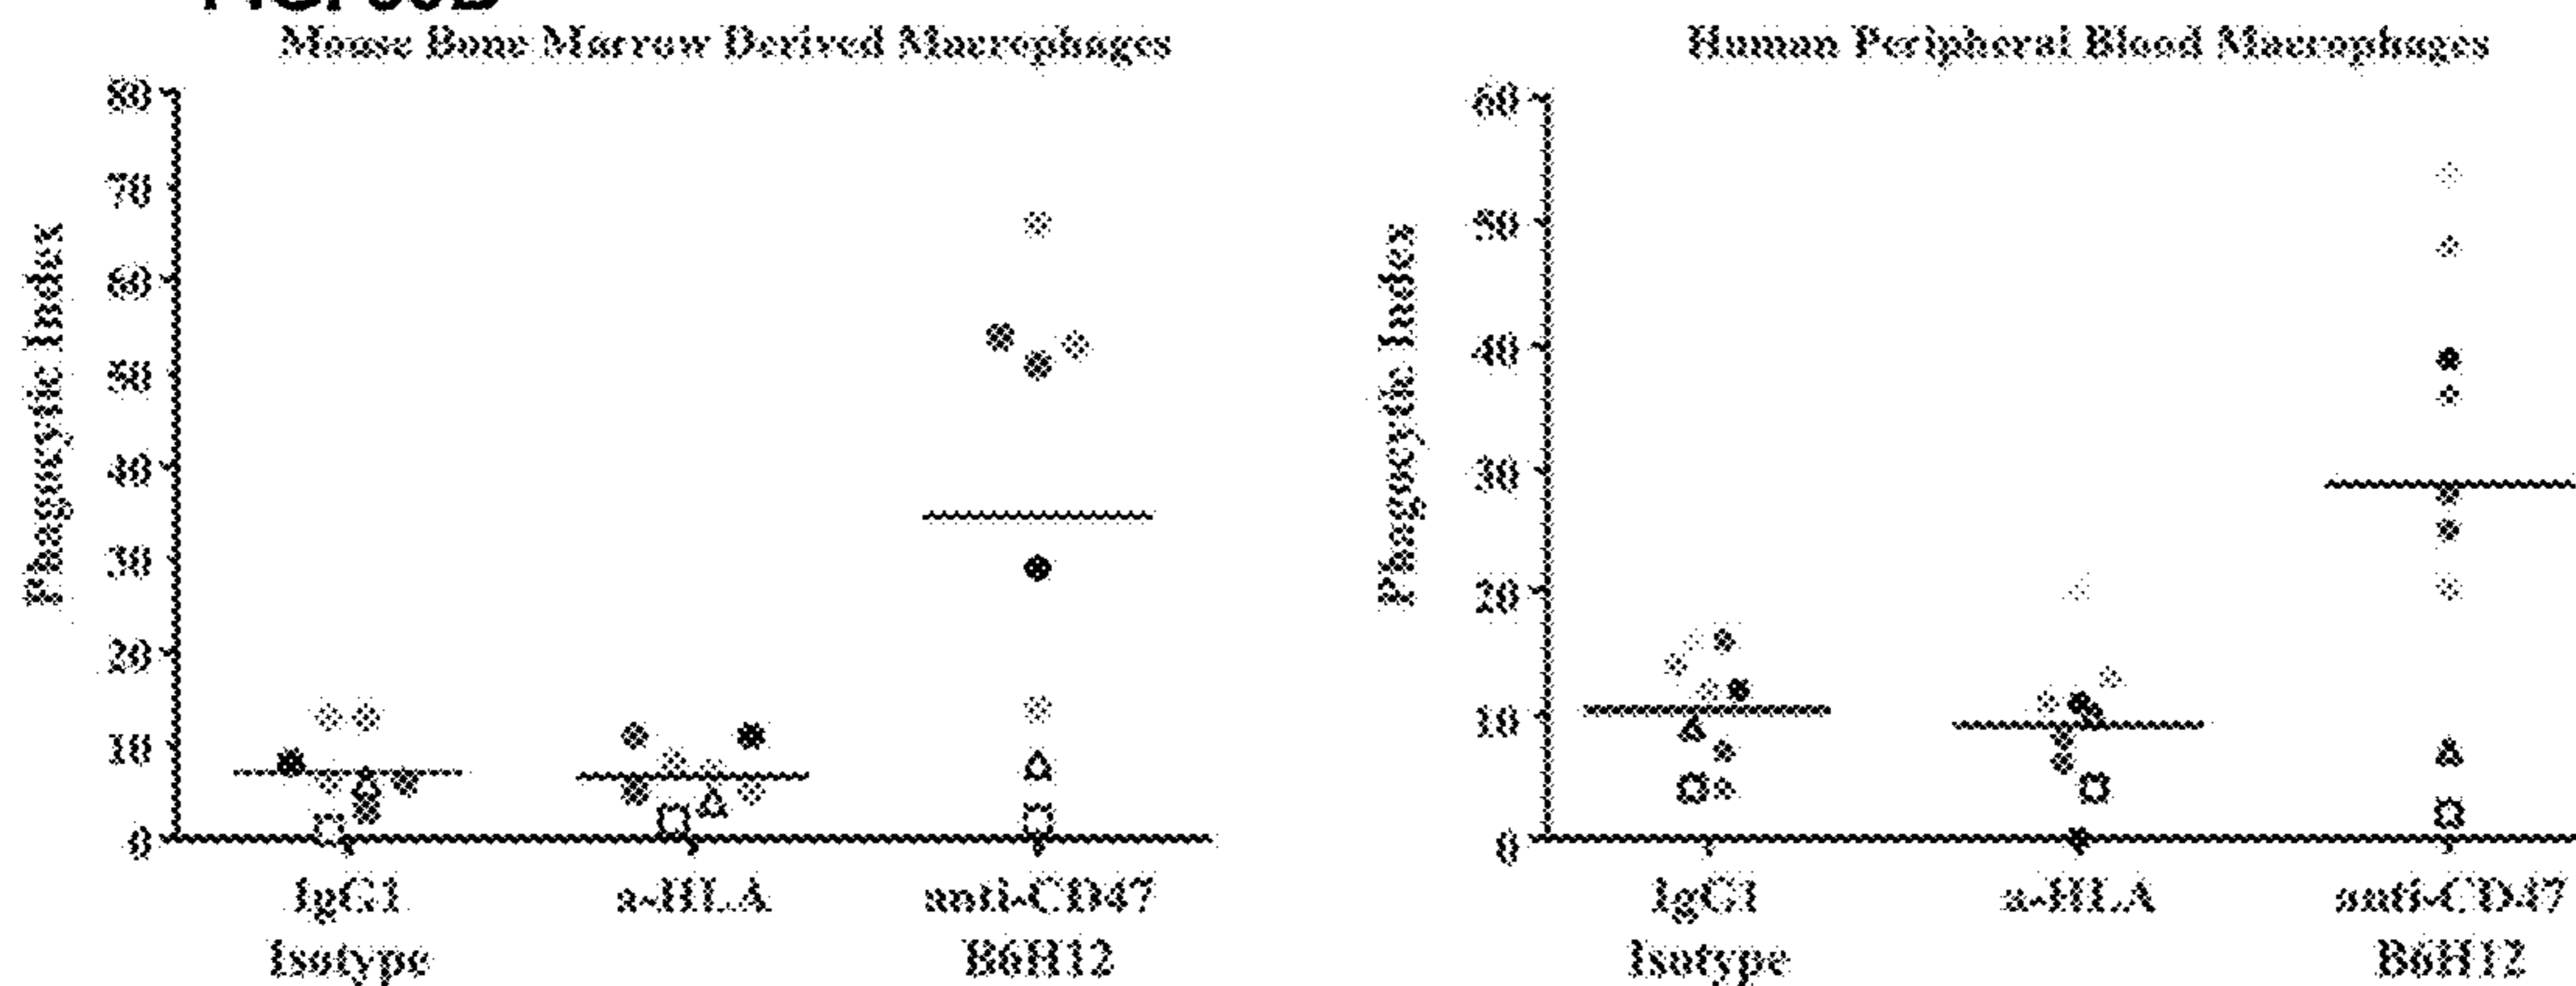 Mouse Bone Marrow Derived Macrophages
Phagocytic Index
80
70
60
50
40
30
20
10
0
IgG1
Isotype
a-HLA
anti-CD47
B6H12
Human Peripheral Blood Macrophages
Phagocytic Index
60
50
40
30
20
10
0
IgG1
Isotype
a-HLA
anti-CD47
B6H12